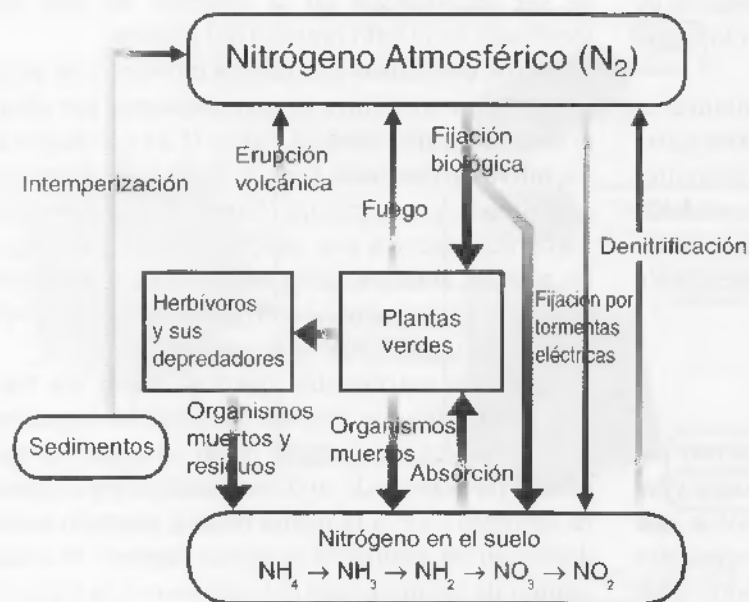 Nitrógeno Atmosférico (N₂)
Erupción
volcánica
Fijación
biológica
Intemperización
Fuego
Denitrificación
Herbívoros
y sus
depredadores
Plantas
verdes
Fijación por
tormentas
eléctricas
Sedimentos
Organismos
muertos y
residuos
Organismos
muertos
Absorción
Nitrógeno en el suelo
NH₄ → NH₃ → NH₂ → NO₃ → NO₂